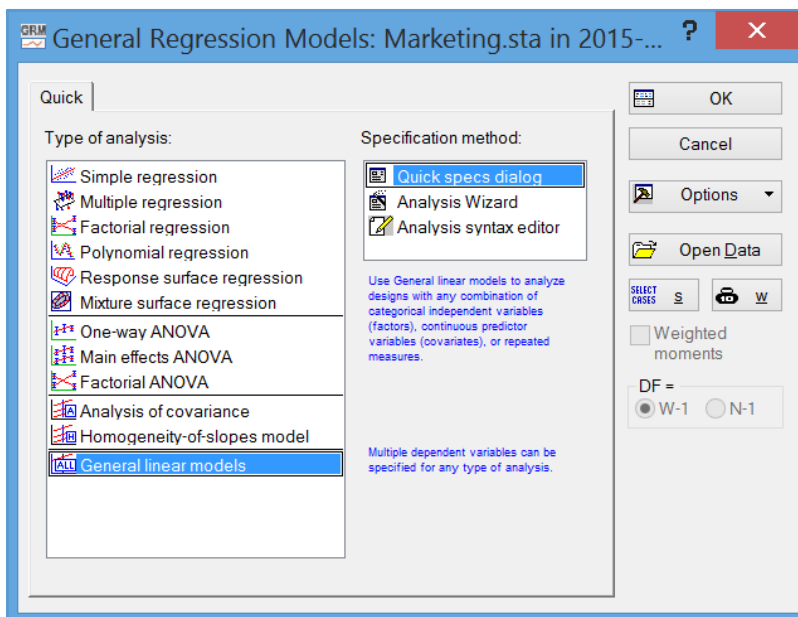 GRM
General Regression Models: Marketing.sta in 2015-... ? X
Quick
Type of analysis:
Simple regression
Multiple regression
Factorial regression
Polynomial regression
Response surface regression
Mixture surface regression
One-way ANOVA
Main effects ANOVA
Factorial ANOVA
A Analysis of covariance
H Homogeneity-of-slopes model
ALL General linear models
Specification method:
Quick specs dialog
Analysis Wizard
Analysis syntax editor
Use General linear models to analyze
designs with any combination of
categorical independent variables
(factors), continuous predictor
variables (covariates), or repeated
measures.
Multiple dependent variables can be
specified for any type of analysis.
OK
Cancel
Options
Open Data
SELECT
CASES
S
W
Weighted
moments
DF =
W-1 N-1